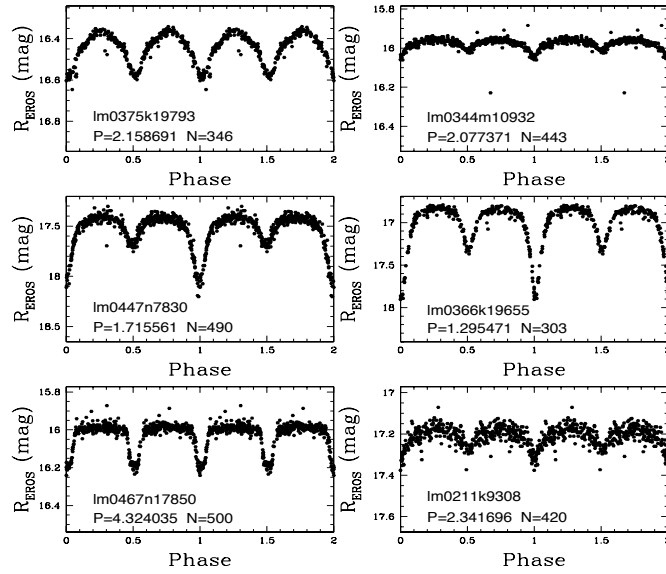 16.4
16.6
16.8
R_EROS (mag)
lm0375k19793
P=2.158691 N=346
0 0.5 1 1.5 2
Phase
15.8
16
16.2
16.4
R_EROS (mag)
lm0344m10932
P=2.077371 N=443
0 0.5 1 1.5 2
Phase
17.5
18
18.5
R_EROS (mag)
lm0447n7830
P=1.715561 N=490
0 0.5 1 1.5 2
Phase
17
17.5
18
R_EROS (mag)
lm0366k19655
P=1.295471 N=303
0 0.5 1 1.5 2
Phase
15.8
16
16.2
16.4
R_EROS (mag)
lm0467n17850
P=4.324035 N=500
0 0.5 1 1.5 2
Phase
17
17.2
17.4
17.6
R_EROS (mag)
lm0211k9308
P=2.341696 N=420
0 0.5 1 1.5 2
Phase